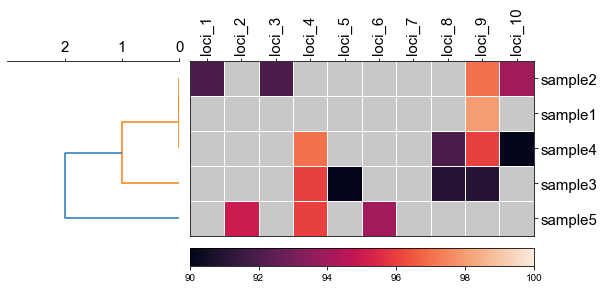 loci_1 loci_2 loci_3 loci_4 loci_5 loci_6 loci_7 loci_8 loci_9 loci_10
2 1 0
sample2
sample1
sample4
sample3
sample5
90 92 94 96 98 100